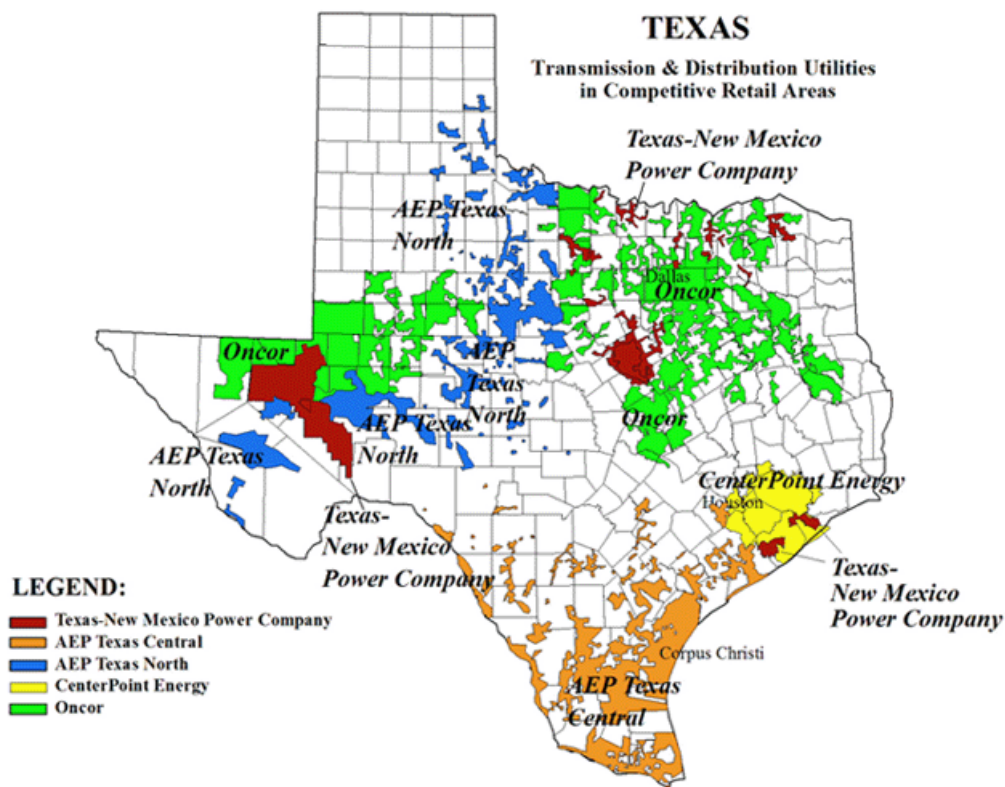 TEXAS
Transmission & Distribution Utilities
in Competitive Retail Areas
Texas-New Mexico
Power Company
AEP Texas
North
Dallas
Oncor
Oncor
AEP
Texas
North
Oncor
AEP Texas
North
AEP Texas
North
CenterPoint Energy
Houston
Texas-
New Mexico
Power Company
Texas-
New Mexico
Power Company
LEGEND:
Texas-New Mexico Power Company
AEP Texas Central
AEP Texas North
CenterPoint Energy
Oncor
Corpus Christi
AEP Texas
Central